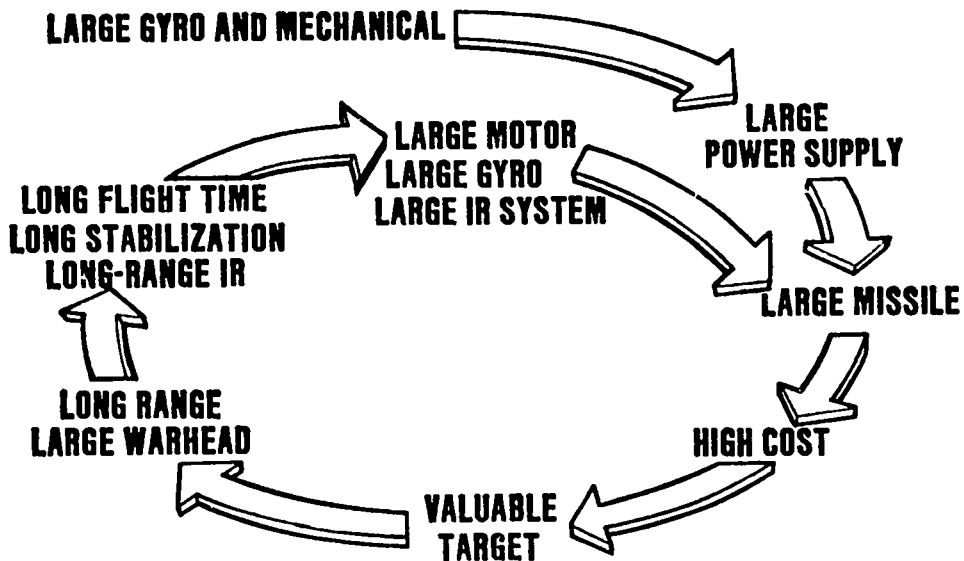 LARGE GYRO AND MECHANICAL
LARGE
POWER SUPPLY
LARGE MOTOR
LARGE GYRO
LARGE IR SYSTEM
LONG FLIGHT TIME
LONG STABILIZATION
LONG-RANGE IR
LARGE MISSILE
LONG RANGE
LARGE WARHEAD
HIGH COST
VALUABLE
TARGET